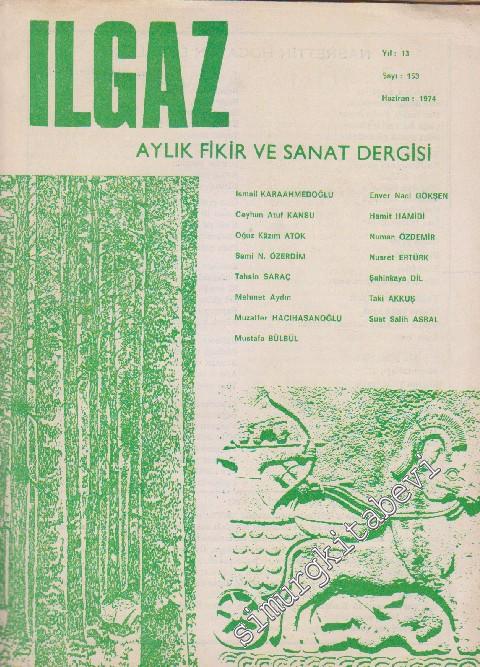 ILGAZ
Yıl: 13
Sayı: 153
Haziran: 1974
AYLIK FİKİR VE SANAT DERGİSİ
İsmail KARAAHMEDOĞLU
Ceyhun Atuf KANSU
Oğuz Kâzım ATOK
Sami N. ÖZERDİM
Tahsin SARAÇ
Mehmet Aydın
Muzaffer HACIHASANOĞLU
Mustafa BÜLBÜL
Enver Naci GÖKŞEN
Hamit HAMİDİ
Numan ÖZDEMİR
Nusret ERTÜRK
Şahinkaya DİL
Taki AKKUŞ
Suat Salih ASRAL
simurgkitabevi